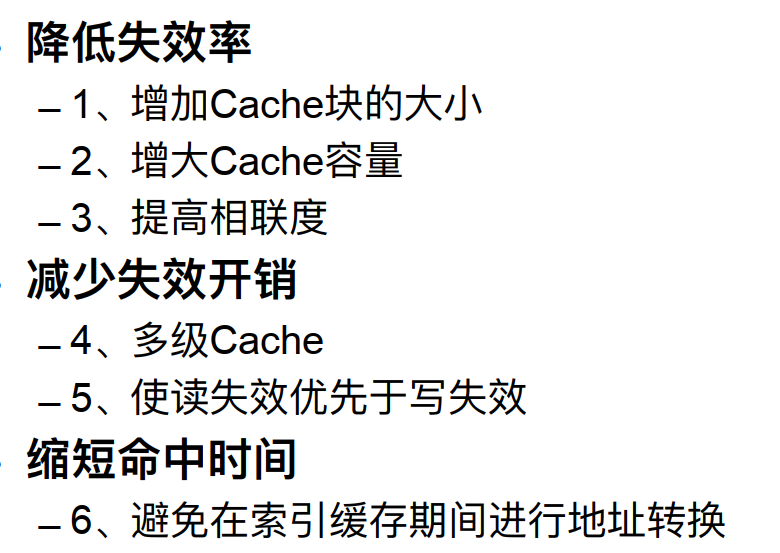 降低失效率
– 1、增加Cache块的大小
– 2、增大Cache容量
– 3、提高相联度
减少失效开销
– 4、多级Cache
– 5、使读失效优先于写失效
缩短命中时间
– 6、避免在索引缓存期间进行地址转换